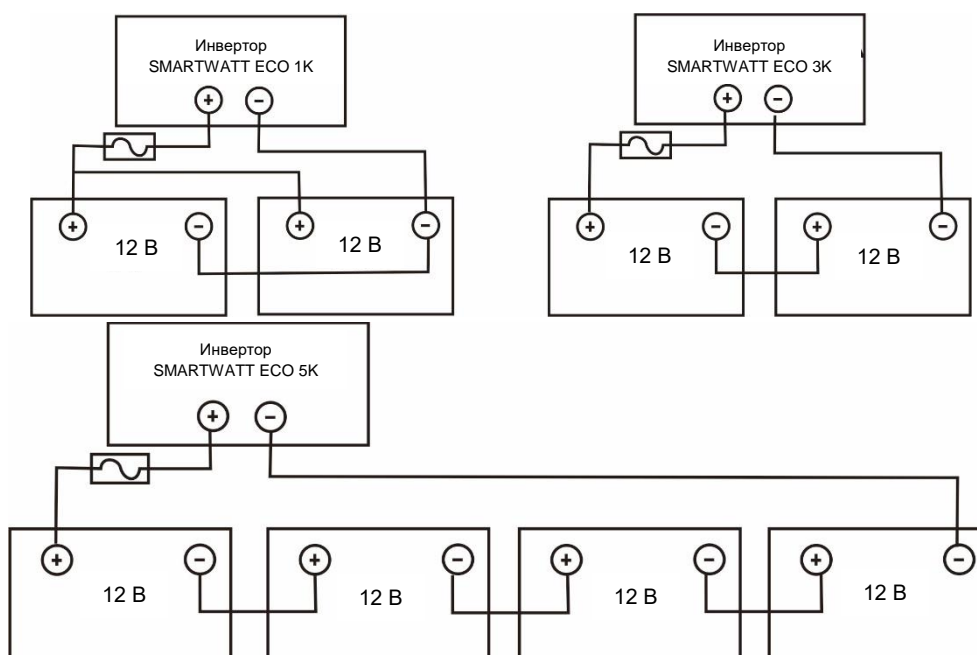 Инвертор
SMARTWATT ECO 1K
+ −
+ − + −
12 В 12 В
Инвертор
SMARTWATT ECO 3K
+ −
+ − + −
12 В 12 В
Инвертор
SMARTWATT ECO 5K
+ −
+ − + − + − + −
12 В 12 В 12 В 12 В